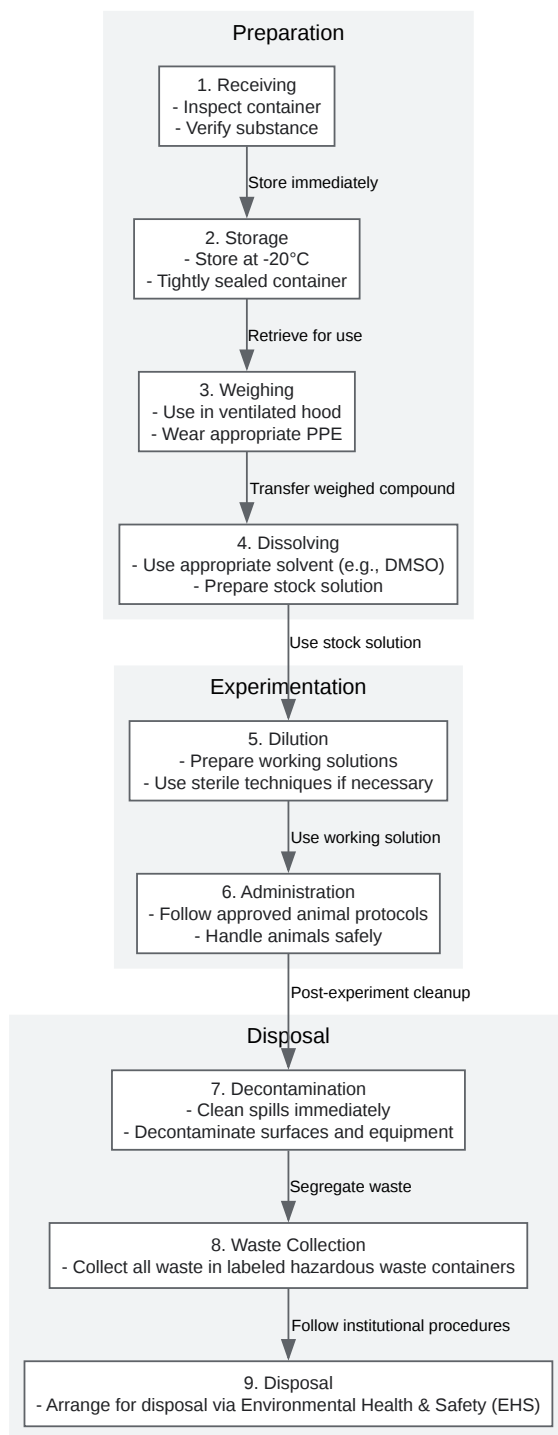 Preparation
1. Receiving
- Inspect container
- Verify substance
Store immediately
2. Storage
- Store at -20°C
- Tightly sealed container
Retrieve for use
3. Weighing
- Use in ventilated hood
- Wear appropriate PPE
Transfer weighed compound
4. Dissolving
- Use appropriate solvent (e.g., DMSO)
- Prepare stock solution
Use stock solution
Experimentation
5. Dilution
- Prepare working solutions
- Use sterile techniques if necessary
Use working solution
6. Administration
- Follow approved animal protocols
- Handle animals safely
Post-experiment cleanup
Disposal
7. Decontamination
- Clean spills immediately
- Decontaminate surfaces and equipment
Segregate waste
8. Waste Collection
- Collect all waste in labeled hazardous waste containers
Follow institutional procedures
9. Disposal
- Arrange for disposal via Environmental Health & Safety (EHS)